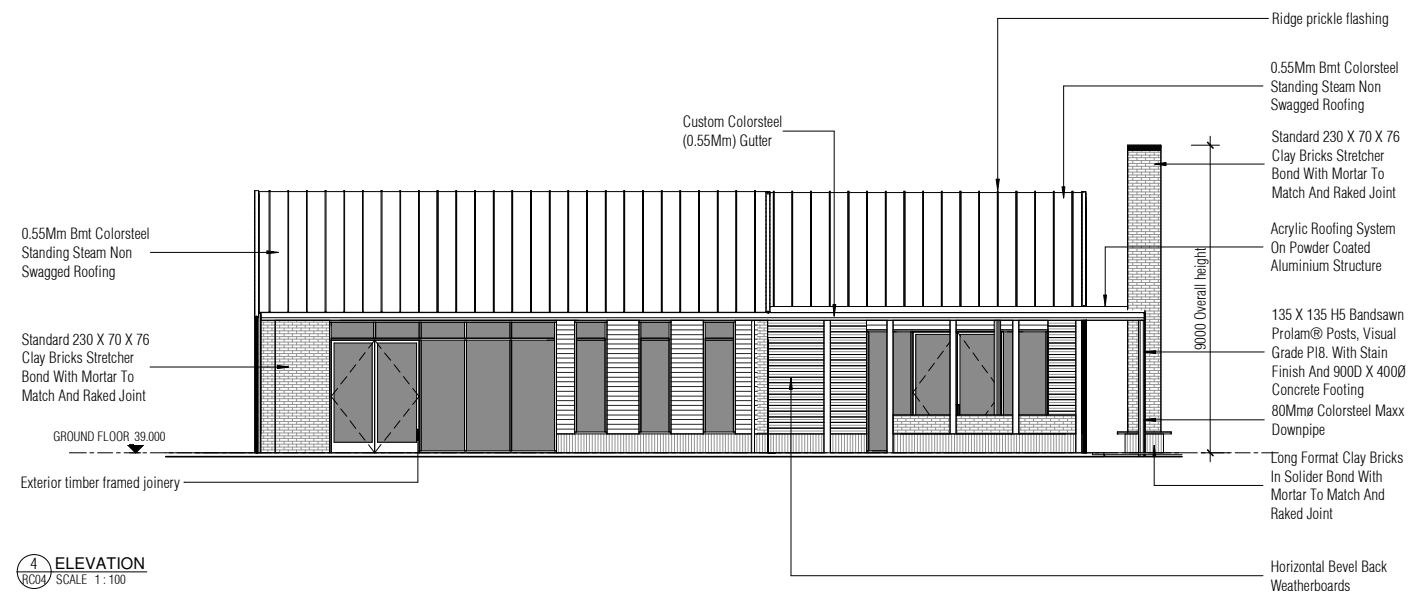 Ridge prickle flashing
0.55Mm Bmt Colorsteel
Standing Steam Non
Swagged Roofing
Custom Colorsteel
(0.55Mm) Gutter
Standard 230 X 70 X 76
Clay Bricks Stretcher
Bond With Mortar To
Match And Raked Joint
0.55Mm Bmt Colorsteel
Standing Steam Non
Swagged Roofing
Acrylic Roofing System
On Powder Coated
Aluminium Structure
9000 Overall height
Standard 230 X 70 X 76
Clay Bricks Stretcher
Bond With Mortar To
Match And Raked Joint
135 X 135 H5 Bandsawn
Prolam® Posts, Visual
Grade Pl8. With Stain
Finish And 900D X 400Ø
Concrete Footing
80Mmø Colorsteel Maxx
Downpipe
GROUND FLOOR 39.000
Long Format Clay Bricks
In Solider Bond With
Mortar To Match And
Raked Joint
Exterior timber framed joinery
Horizontal Bevel Back
Weatherboards
4 ELEVATION
RC04 SCALE 1 : 100